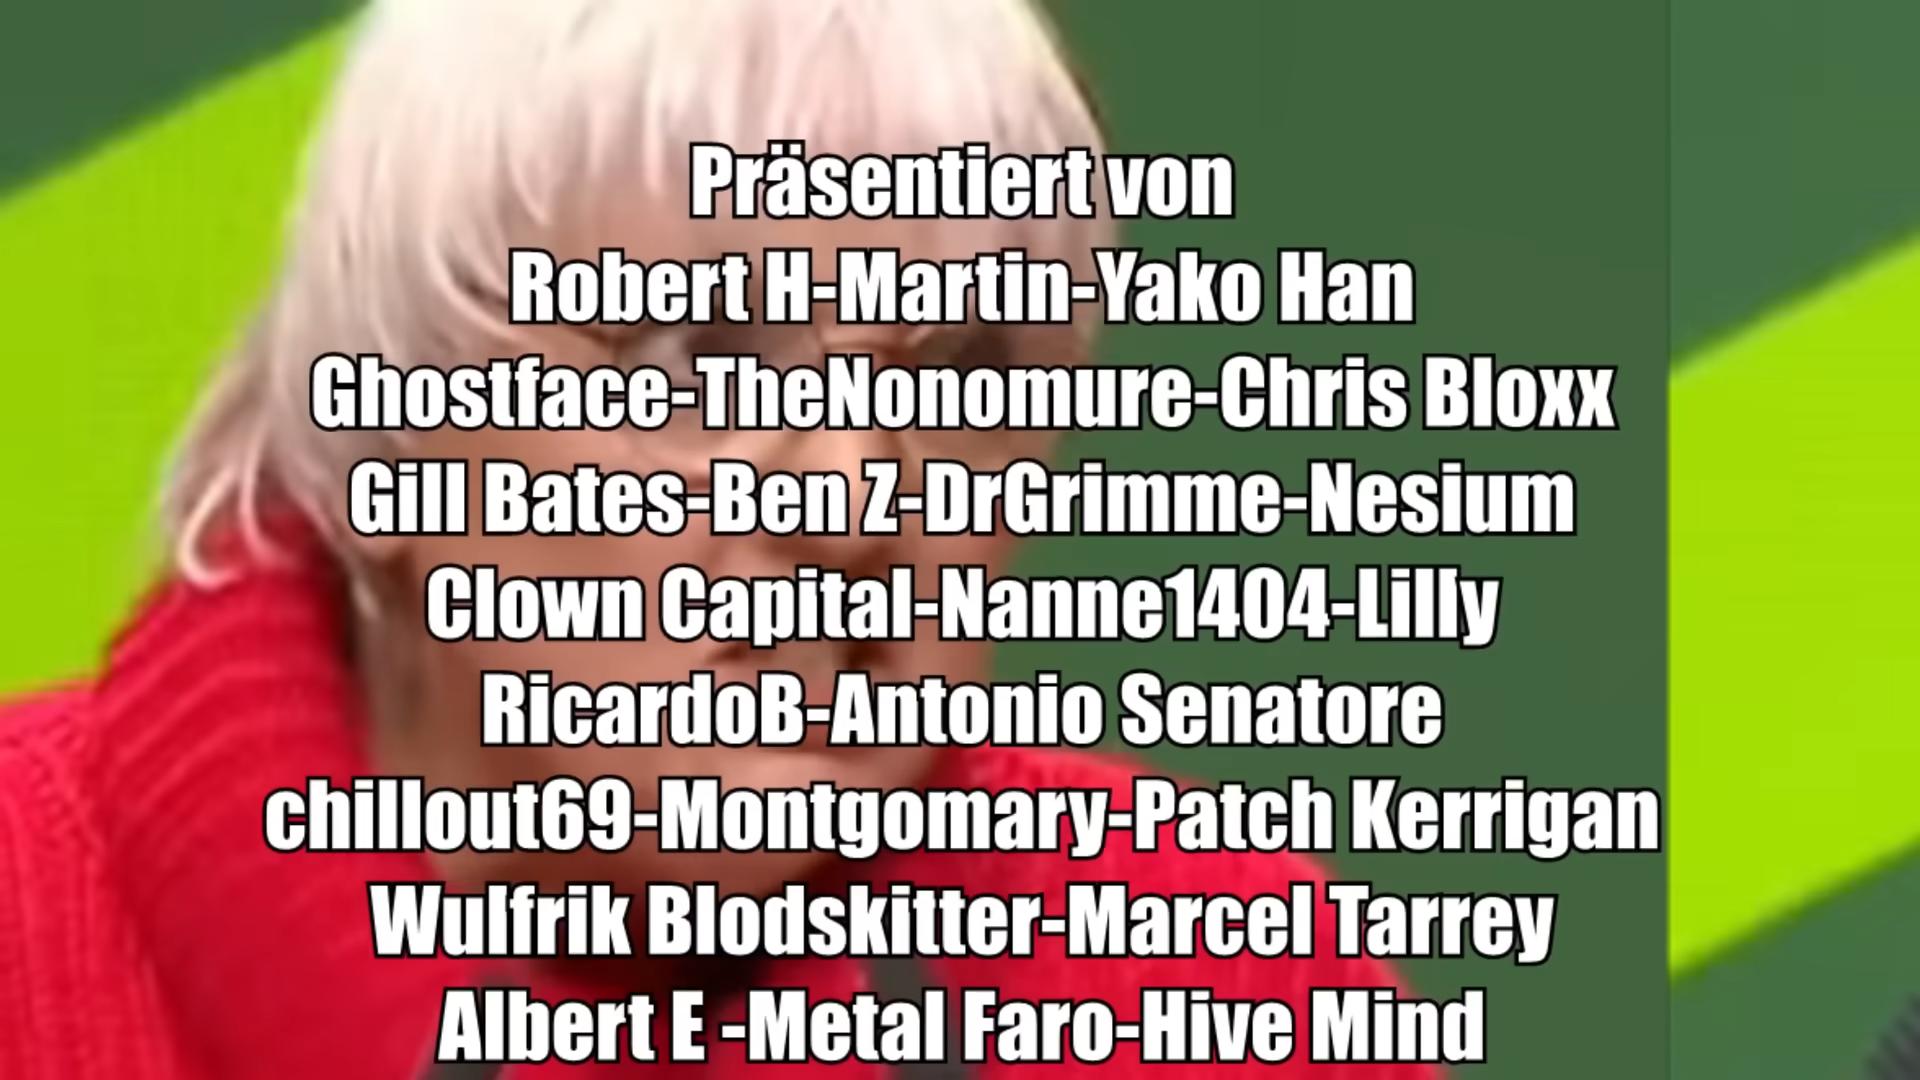 Präsentiert von
Robert H-Martin-Yako Han
Ghostface-TheNonomure-Chris Bloxx
Gill Bates-Ben Z-DrGrimme-Nesium
Clown Capital-Nanne1404-Lilly
RicardoB-Antonio Senatore
chillout69-Montgomary-Patch Kerrigan
Wulfrik Blodskitter-Marcel Tarrey
Albert E -Metal Faro-Hive Mind